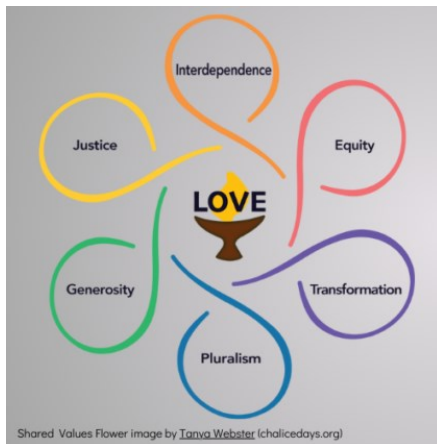 Interdependence
Justice
Equity
LOVE
Generosity
Transformation
Pluralism
Shared Values Flower image by Tanya Webster (chalicedays.org)